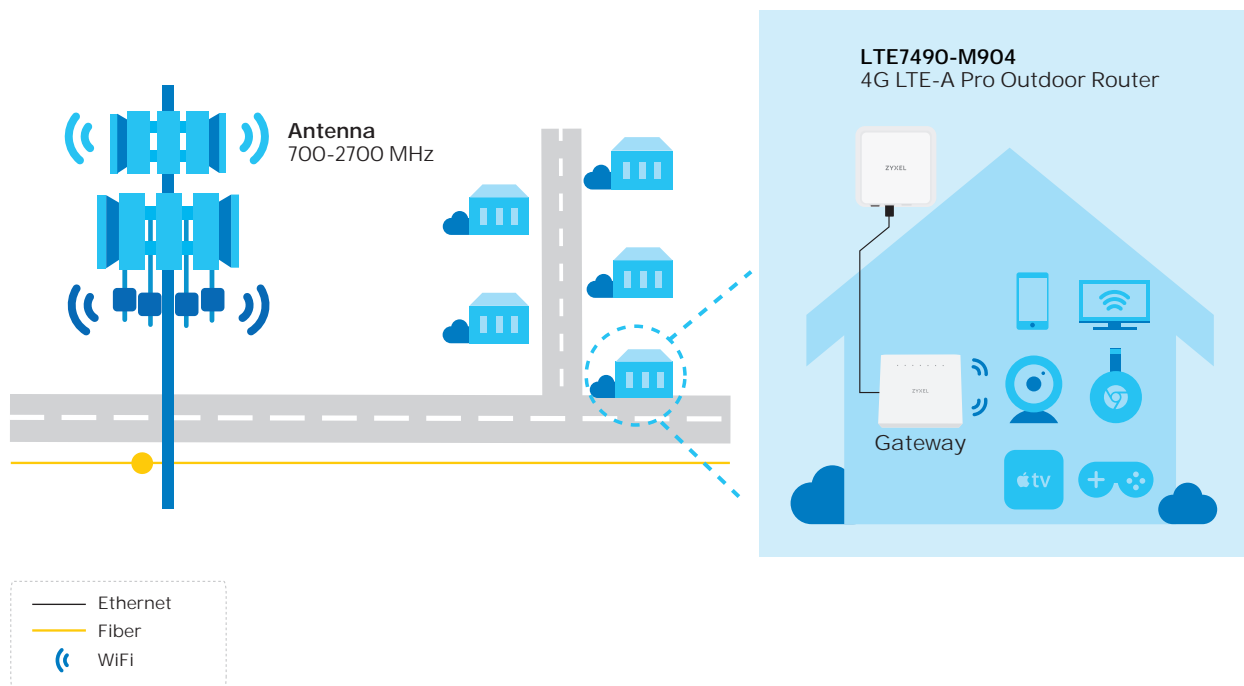 Antenna
700-2700 MHz
LTE7490-M904
4G LTE-A Pro Outdoor Router
ZYXEL
ZYXEL
Gateway
tv
Ethernet
Fiber
WiFi